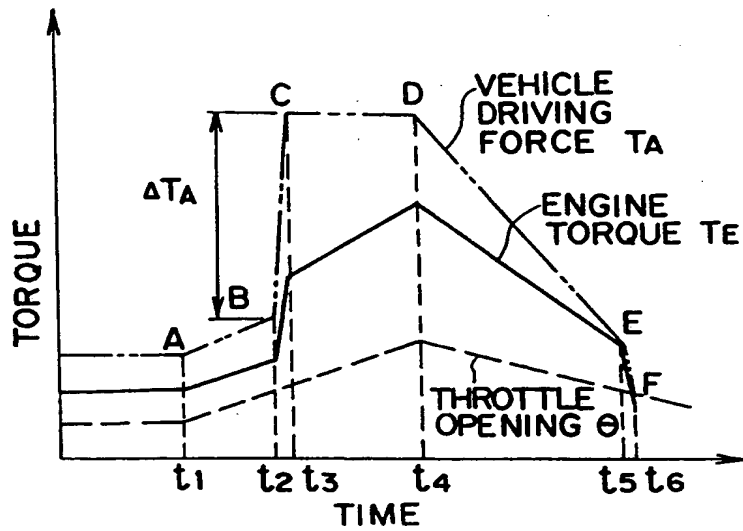 C
D
VEHICLE
DRIVING
FORCE TA
ΔTA
ENGINE
TORQUE TE
TORQUE
B
A
E
F
THROTTLE
OPENING Θ
t1
t2
t3
t4
t5
t6
TIME